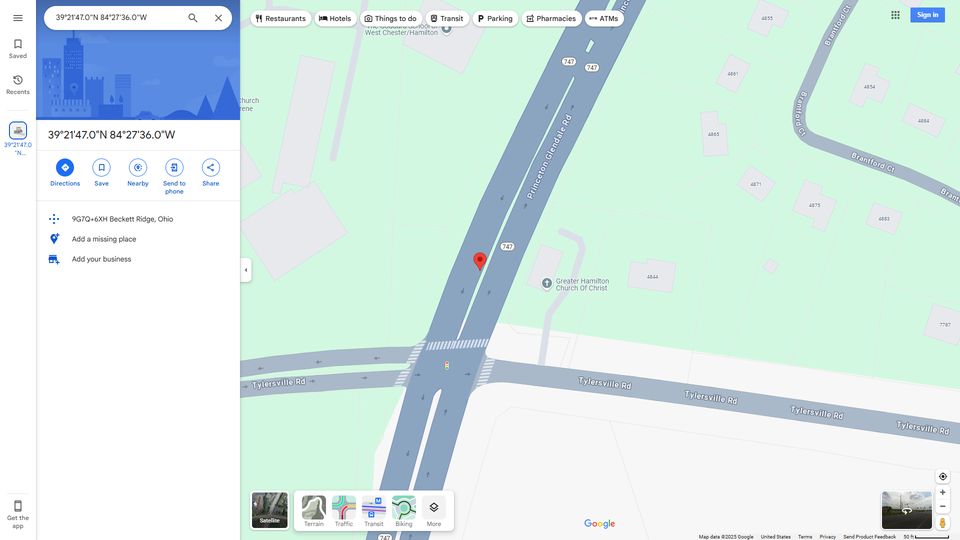 39°21'47.0"N 84°27'36.0"W
Saved
Recents
39°21'47.0
"N...
Get the
app
39°21'47.0"N 84°27'36.0"W
Directions
Save
Nearby
Send to
phone
Share
9G7Q+6XH Beckett Ridge, Ohio
Add a missing place
Add your business
Restaurants
Hotels
Things to do
Transit
Parking
Pharmacies
ATMs
Sign in
West Chester/Hamilton
Church
747
747
Princeton Glendale Rd
747
Greater Hamilton
Church Of Christ
4844
4855
4861
4854
4865
4864
4871
4875
4883
7787
Brantford Ct
Brantford Ct
Brantford Ct
Tylersville Rd
Tylersville Rd
Tylersville Rd
Tylersville Rd
Tylersville Rd
747
Satellite
Terrain
Traffic
Transit
Biking
More
Google
Map data ©2025 Google
United States
Terms
Privacy
Send Product Feedback
50 ft